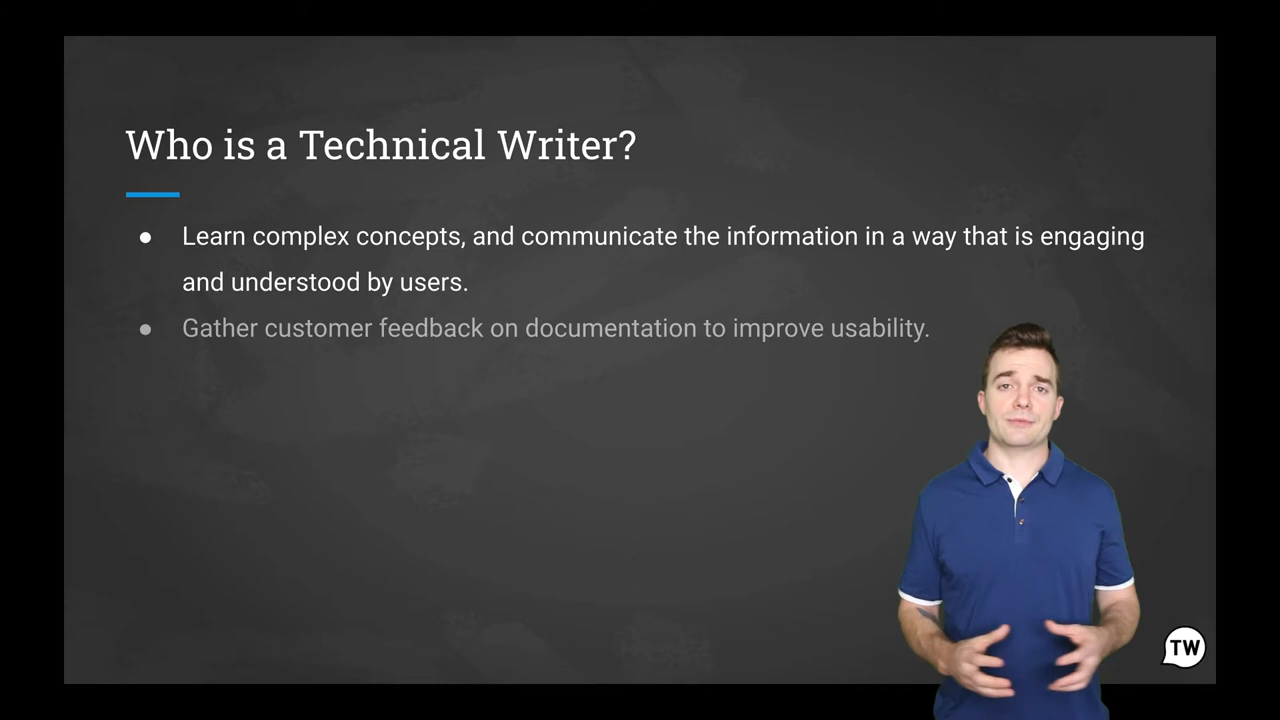 Who is a Technical Writer?
● Learn complex concepts, and communicate the information in a way that is engaging
and understood by users.
● Gather customer feedback on documentation to improve usability.
TW